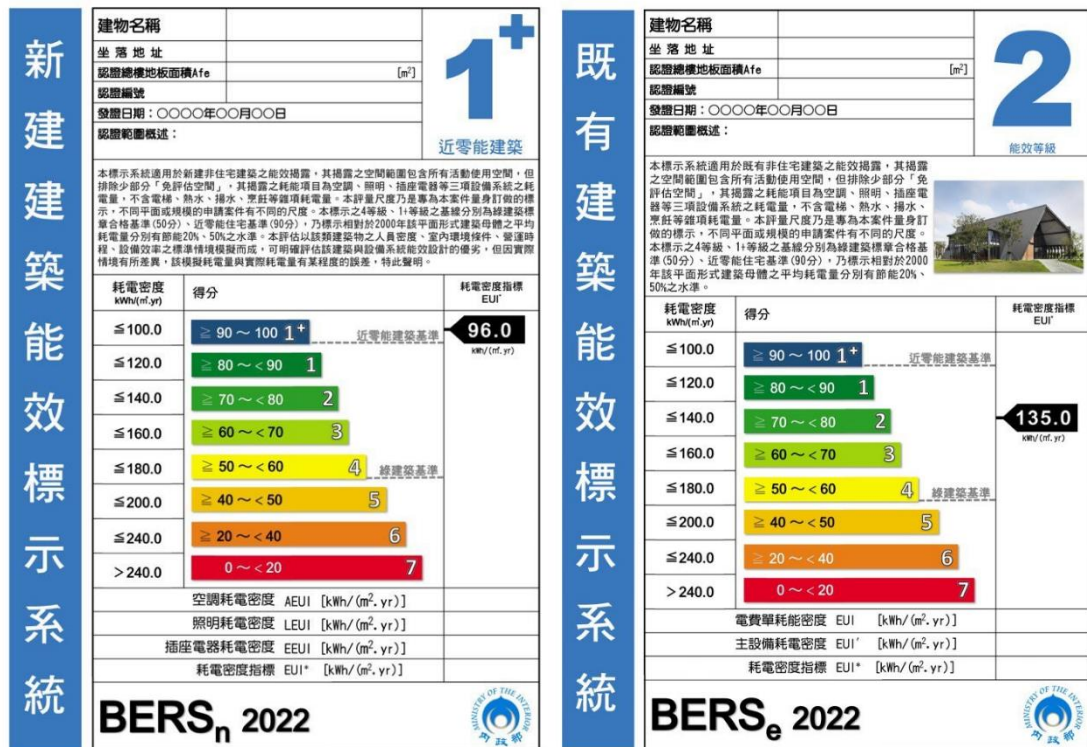 新建築能效標示系統
建物名稱
坐落地址
認證總樓地板面積Afe [m²]
認證編號
發證日期：○○○○年○○月○○日
認證範圍概述：
1⁺
近零能建築
本標示系統適用於新建非住宅建築之能效揭露，其揭露之空間範圍包含所有活動使用空間，但
排除少部分「免評估空間」，其揭露之耗能項目為空調、照明、插座電器等三項設備系統之耗
電量，不含電梯、熱水、揚水、烹飪等雜項耗電量。本評量尺度乃是專為本案件量身訂做的標
示，不同平面或規模的申請案件有不同的尺度。本標示之4等級、1+等級之基線分別為綠建築標
章合格基準(50分)、近零能住宅基準(90分)，乃標示相對於2000年該平面形式建築母體之平均
耗電量分別有節能20%、50%之水準。本評估以該類建築物之人員密度、室內環境條件、營運時
程、設備效率之標準情境模擬而成，可明確評估該建築與設備系統能效設計的優劣，但因實際
情境有所差異，該模擬耗電量與實際耗電量有某程度的誤差，特此聲明。
耗電密度 kWh/(㎡.yr)
得分
耗電密度指標 EUI*
≦100.0 ≧ 90～100 1⁺ 近零能建築基準 96.0
kWh/(㎡.yr)
≦120.0 ≧ 80～<90 1
≦140.0 ≧ 70～<80 2
≦160.0 ≧ 60～<70 3
≦180.0 ≧ 50～<60 4 綠建築基準
≦200.0 ≧ 40～<50 5
≦240.0 ≧ 20～<40 6
>240.0 0～<20 7
空調耗電密度 AEUI [kWh/(m².yr)]
照明耗電密度 LEUI [kWh/(m².yr)]
插座電器耗電密度 EEUI [kWh/(m².yr)]
耗電密度指標 EUI* [kWh/(m².yr)]
BERSn 2022
MINISTRY OF THE INTERIOR
內政部
既有建築能效標示系統
建物名稱
坐落地址
認證總樓地板面積Afe [m²]
認證編號
發證日期：○○○○年○○月○○日
認證範圍概述：
2
能效等級
本標示系統適用於既有非住宅建築之能效揭露，其揭露
之空間範圍包含所有活動使用空間，但排除少部分「免
評估空間」，其揭露之耗能項目為空調、照明、插座電
器等三項設備系統之耗電量，不含電梯、熱水、揚水、
烹飪等雜項耗電量。本評量尺度乃是專為本案件量身訂
做的標示，不同平面或規模的申請案件有不同的尺度。
本標示之4等級、1+等級之基線分別為綠建築標章合格基
準(50分)、近零能住宅基準(90分)，乃標示相對於2000
年該平面形式建築母體之平均耗電量分別有節能20%、
50%之水準。
耗電密度 kWh/(㎡.yr)
得分
耗電密度指標 EUI*
≦100.0 ≧ 90～100 1⁺ 近零能建築基準
≦120.0 ≧ 80～<90 1
≦140.0 ≧ 70～<80 2 135.0
kWh/(㎡.yr)
≦160.0 ≧ 60～<70 3
≦180.0 ≧ 50～<60 4 綠建築基準
≦200.0 ≧ 40～<50 5
≦240.0 ≧ 20～<40 6
>240.0 0～<20 7
電費單耗能密度 EUI [kWh/(m².yr)]
主設備耗電密度 EUI′ [kWh/(m².yr)]
耗電密度指標 EUI* [kWh/(m².yr)]
BERSe 2022
MINISTRY OF THE INTERIOR
內政部